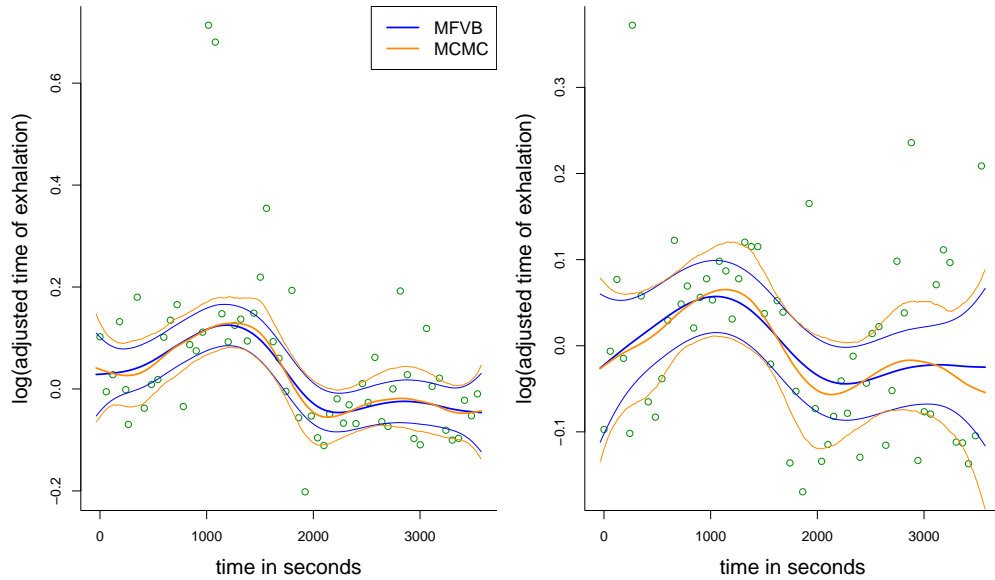 MFVB
MCMC
log(adjusted time of exhalation)
0.6
0.4
0.2
0.0
−0.2
0 1000 2000 3000
time in seconds
log(adjusted time of exhalation)
0.3
0.2
0.1
0.0
−0.1
0 1000 2000 3000
time in seconds